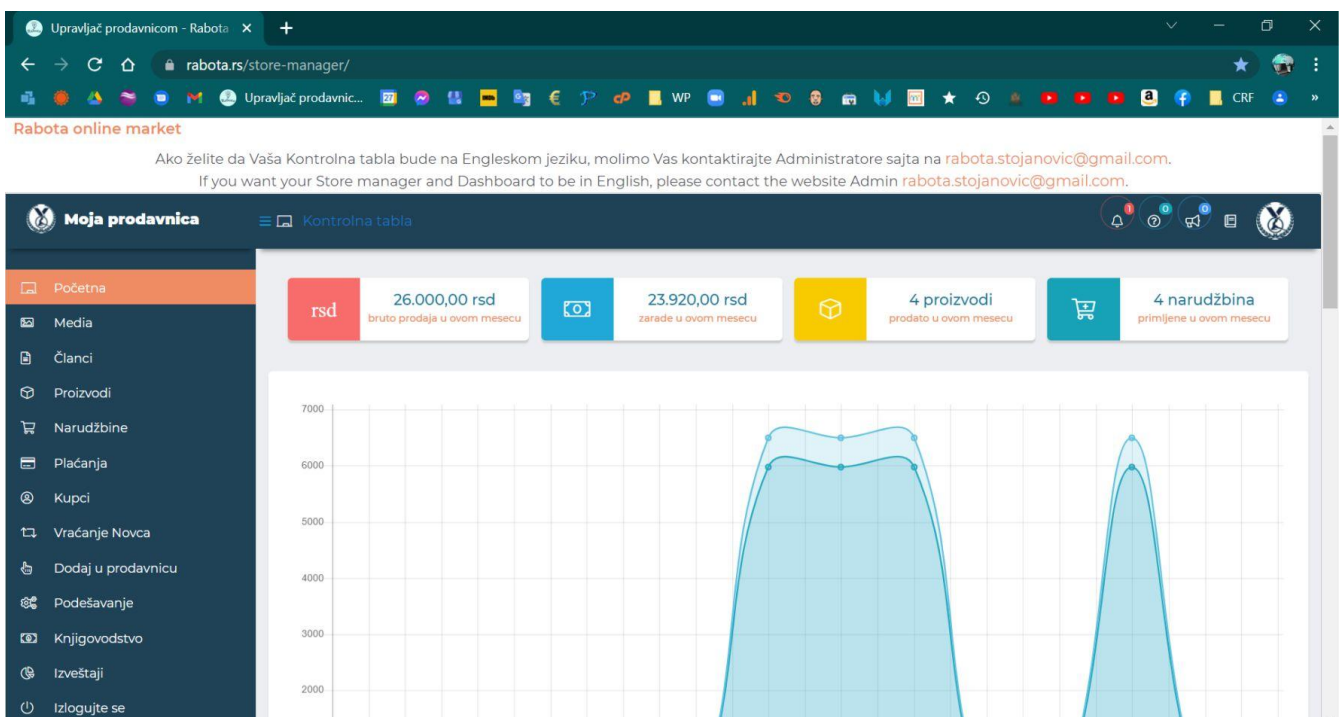 Upravljač prodavnicom - Rabota
rabota.rs/store-manager/
Upravljač prodavnic...
27
WP
CRF
Rabota online market
Ako želite da Vaša Kontrolna tabla bude na Engleskom jeziku, molimo Vas kontaktirajte Administratore sajta na rabota.stojanovic@gmail.com.
If you want your Store manager and Dashboard to be in English, please contact the website Admin rabota.stojanovic@gmail.com.
Moja prodavnica
Kontrolna tabla
1
0
0
Početna
Media
Članci
Proizvodi
Narudžbine
Plaćanja
Kupci
Vraćanje Novca
Dodaj u prodavnicu
Podešavanje
Knjigovodstvo
Izveštaji
Izlogujte se
rsd
26.000,00 rsd
bruto prodaja u ovom mesecu
23.920,00 rsd
zarade u ovom mesecu
4 proizvodi
prodato u ovom mesecu
4 narudžbina
primljene u ovom mesecu
7000
6000
5000
4000
3000
2000